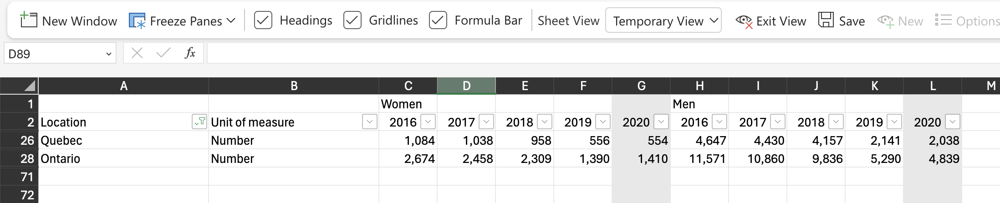 New Window Freeze Panes Headings Gridlines Formula Bar Sheet View Temporary View Exit View Save New Options
D89 fx
A B C D E F G H I J K L M
1 Women Men
2 Location Unit of measure 2016 2017 2018 2019 2020 2016 2017 2018 2019 2020
26 Quebec Number 1,084 1,038 958 556 554 4,647 4,430 4,157 2,141 2,038
28 Ontario Number 2,674 2,458 2,309 1,390 1,410 11,571 10,860 9,836 5,290 4,839
71
72